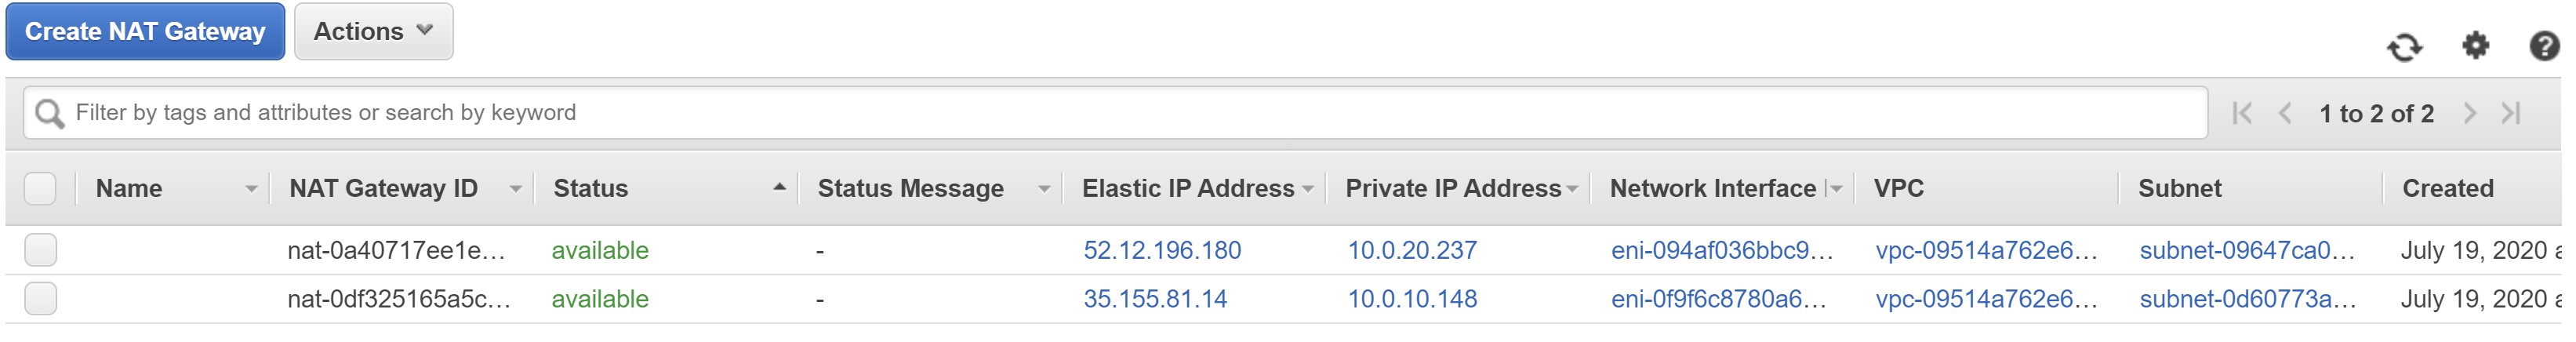 Create NAT Gateway Actions
Filter by tags and attributes or search by keyword 1 to 2 of 2
Name NAT Gateway ID Status Status Message Elastic IP Address Private IP Address Network Interface VPC Subnet Created
nat-0a40717ee1e... available - 52.12.196.180 10.0.20.237 eni-094af036bbc9... vpc-09514a762e6... subnet-09647ca0... July 19, 2020 a
nat-0df325165a5c... available - 35.155.81.14 10.0.10.148 eni-0f9f6c8780a6... vpc-09514a762e6... subnet-0d60773a... July 19, 2020 a